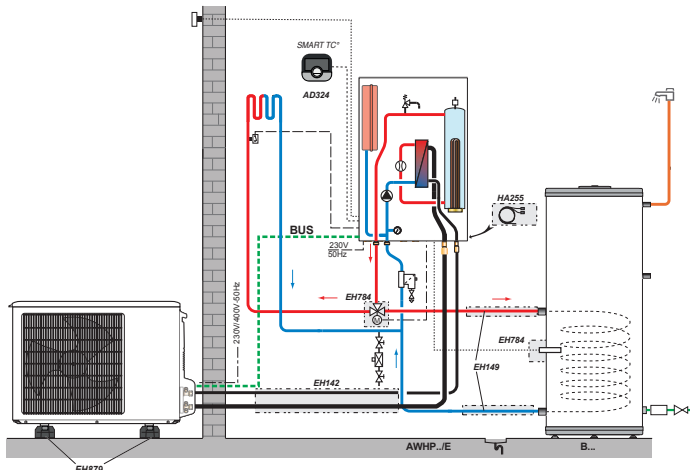 SMART TC°
AD324
HA255
BUS
230V
50Hz
EH784
230V/400V-50Hz
EH784
EH149
EH142
AWHP../E
B...
EH879